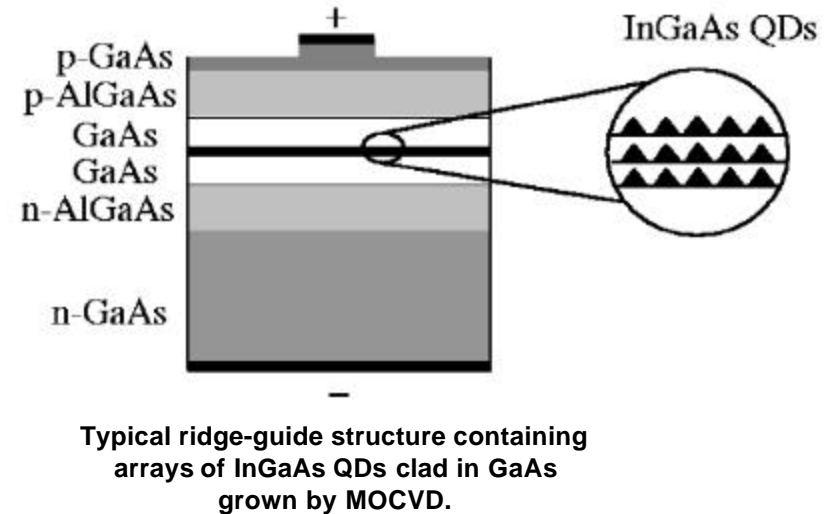 +
InGaAs QDs
p-GaAs
p-AlGaAs
GaAs
GaAs
n-AlGaAs
n-GaAs
–
Typical ridge-guide structure containing
arrays of InGaAs QDs clad in GaAs
grown by MOCVD.